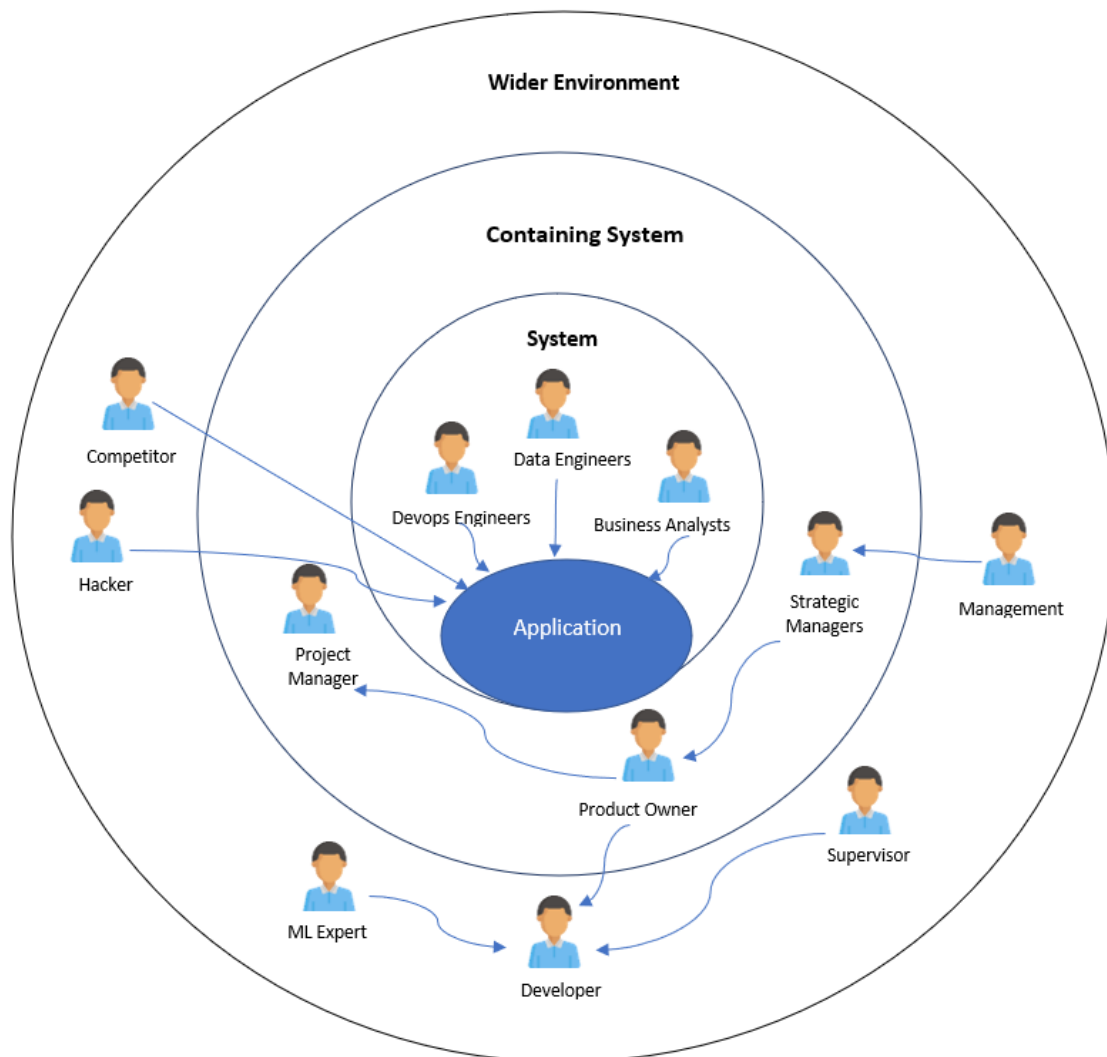 Wider Environment
Containing System
System
Competitor
Data Engineers
Devops Engineers
Business Analysts
Hacker
Application
Strategic
Managers
Management
Project
Manager
Product Owner
Supervisor
ML Expert
Developer